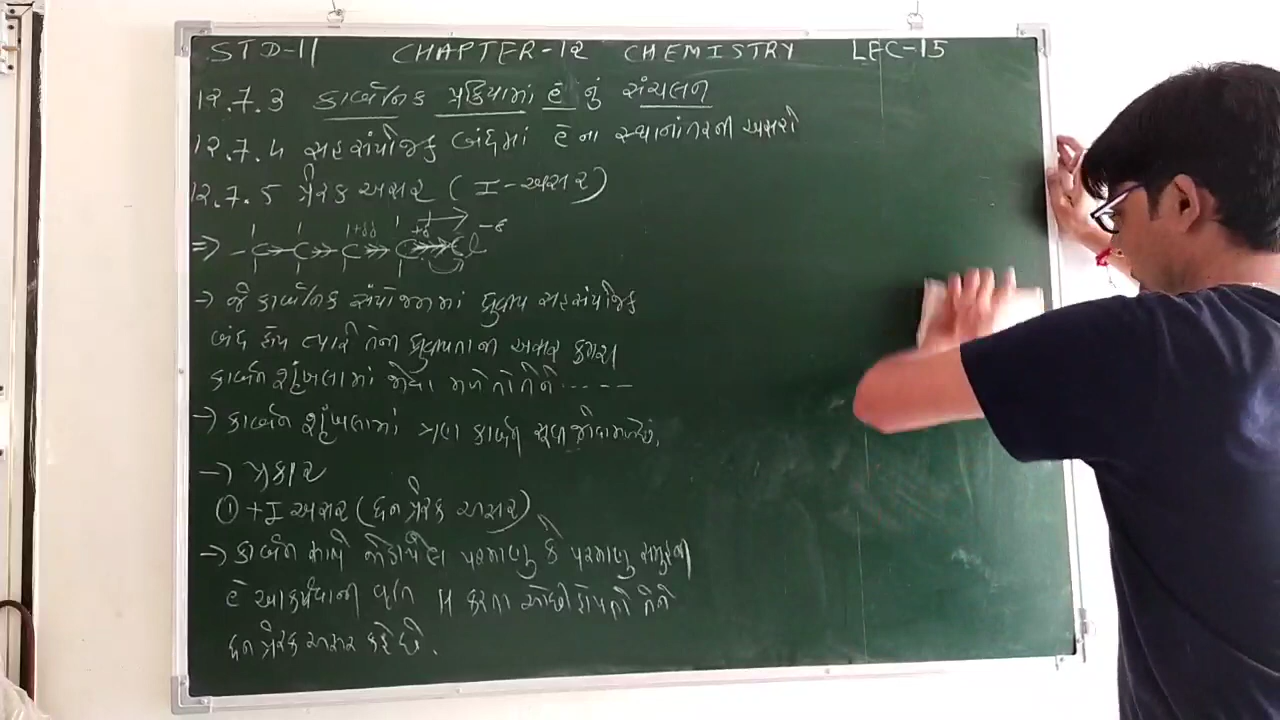 STD-11 CHAPTER-12 CHEMISTRY LEC-15
12.7.3 કાર્બનિક પ્રક્રિયામાં ē નું સંચલન
12.7.4 સહસંયોજક બંધમાં ēના સ્થાનાંતરની અસરો
12.7.5 પ્રેરક અસર (I-અસર)
→ જે કાર્બનિક સંયોજનમાં ધ્રુવીય સહસંયોજક
બંધ હોય ત્યારે તેની ધ્રુવીયતાની અસર
કાર્બન શૃંખલામાં જોવા મળે તો તેને -----
→ કાર્બન શૃંખલામાં ત્રણ કાર્બન સુધી જોવા મળે છે.
→ પ્રકાર
① +I અસર (ધન પ્રેરક અસર)
→ કાર્બન સાથે જોડાયેલ પરમાણુ કે પરમાણુ સમૂહની
ē આકર્ષવાની વૃતિ H કરતા ઓછી હોય તો તેને
ધન પ્રેરક અસર કહે છે.